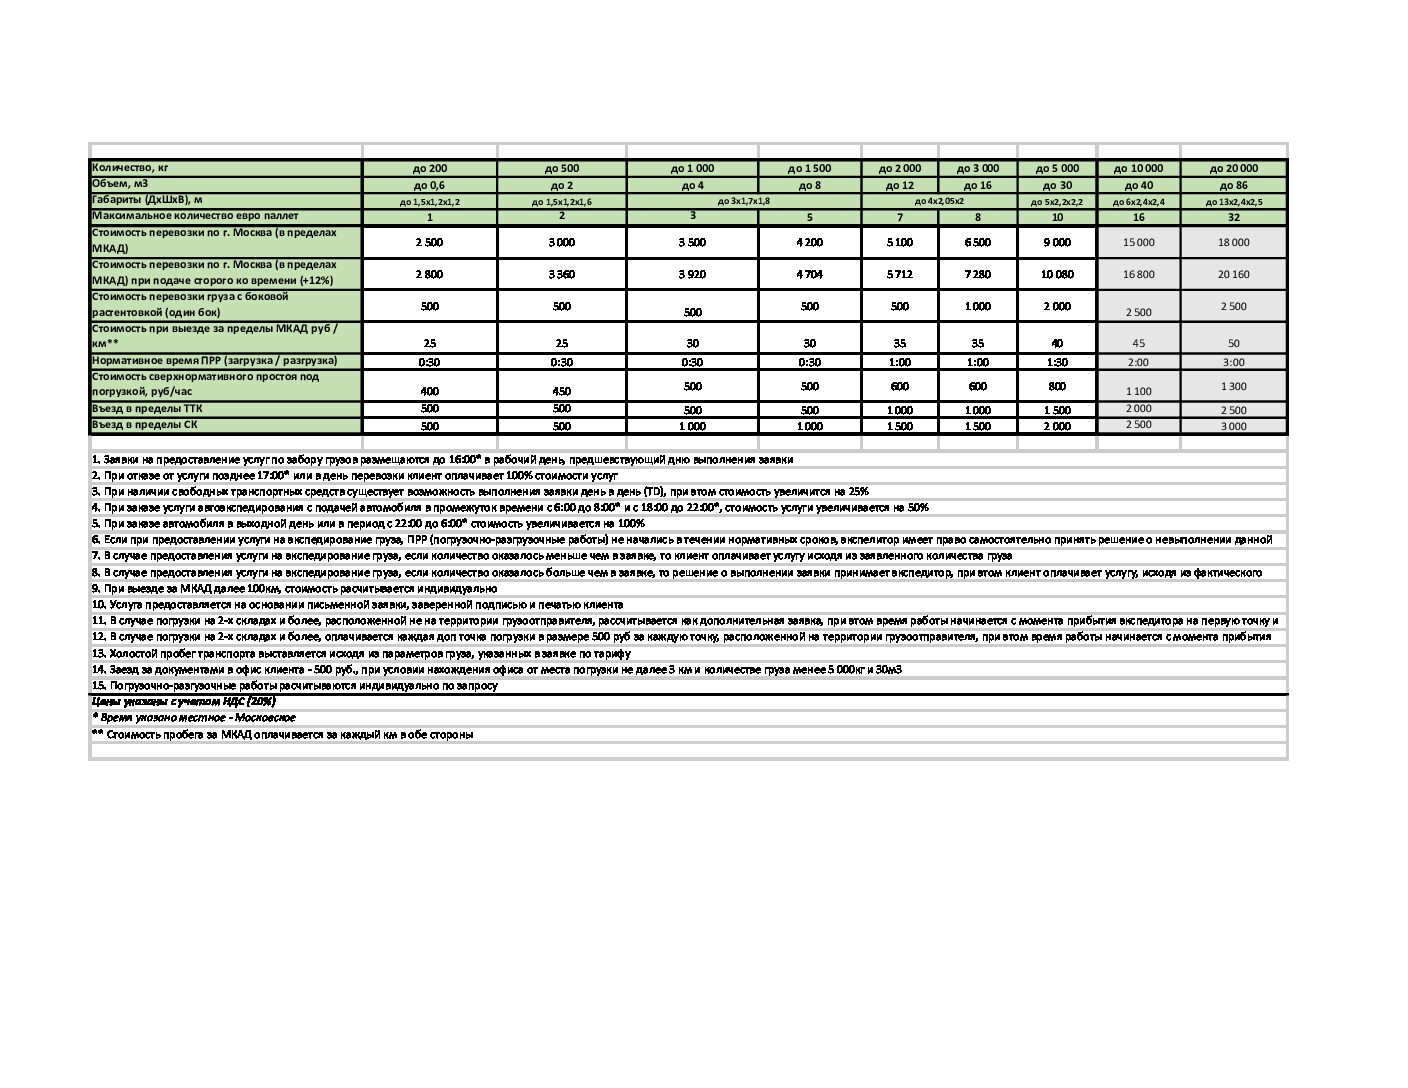 Количество, кг до 200 до 500 до 1 000 до 1 500 до 2 000 до 3 000 до 5 000 до 10 000 до 20 000
Объем, м3 до 0,6 до 2 до 4 до 8 до 12 до 16 до 30 до 40 до 86
Габариты (ДхШхВ), м до 1,5х1,2х1,2 до 1,5х1,2х1,6 до 3х1,7х1,8 до 4х2,05х2 до 5х2,2х2,2 до 6х2,4х2,4 до 13х2,4х2,5
Максимальное количество евро паллет 1 2 3 5 7 8 10 16 32
Стоимость перевозки по г. Москва (в пределах
МКАД) 2 500 3 000 3 500 4 200 5 100 6 500 9 000 15 000 18 000
Стоимость перевозки по г. Москва (в пределах
МКАД) при подаче сторого ко времени (+12%) 2 800 3 360 3 920 4 704 5 712 7 280 10 080 16 800 20 160
Стоимость перевозки груза с боковой
растентовкой (один бок) 500 500 500 500 500 1 000 2 000 2 500 2 500
Стоимость при выезде за пределы МКАД руб /
км** 25 25 30 30 35 35 40 45 50
Нормативное время ПРР (загрузка / разгрузка) 0:30 0:30 0:30 0:30 1:00 1:00 1:30 2:00 3:00
Стоимость сверхнормативного простоя под
погрузкой, руб/час 400 450 500 500 600 600 800 1 100 1 300
Въезд в пределы ТТК 500 500 500 500 1 000 1 000 1 500 2 000 2 500
Въезд в пределы СК 500 500 1 000 1 000 1 500 1 500 2 000 2 500 3 000
1. Заявки на предоставление услуг по забору грузов размещаются до 16:00* в рабочий день, предшевствующий дню выполнения заявки
2. При отказе от услуги позднее 17:00* или в день перевозки клиент оплачивает 100% стоимости услуг
3. При наличии свободных транспортных средств существует возможность выполнения заявки день в день (TD), при этом стоимость увеличится на 25%
4. При заказе услуги автоэкспедирования с подачей автомобиля в промежуток времени с 6:00 до 8:00* и с 18:00 до 22:00*, стоимость услуги увеличивается на 50%
5. При заказе автомобиля в выходной день или в период с 22:00 до 6:00* стоимость увеличивается на 100%
6. Если при предоставлении услуги на экспедирование груза, ПРР (погрузочно-разгрузочные работы) не начались в течении нормативных сроков, экспелитор имеет право самостоятельно принять решение о невыполнении данной
7. В случае предоставления услуги на экспедирование груза, если количество оказалось меньше чем в заявке, то клиент оплачивает услугу исходя из заявленного количества груза
8. В случае предоставления услуги на экспедирование груза, если количество оказалось больше чем в заявке, то решение о выполнении заявки принимает экспедитор, при этом клиент оплачивает услугу, исходя из фактического
9. При выезде за МКАД далее 100км, стоимость расчитывается индивидуально
10. Услуга предоставляется на основании письменной заявки, заверенной подписью и печатью клиента
11. В случае погрузки на 2-х складах и более, расположенной не на территории грузоотправителя, рассчитывается как дополнительная заявка, при этом время работы начинается с момента прибытия экспедитора на первую точку и
12. В случае погрузки на 2-х складах и более, оплачивается каждая доп точка погрузки в размере 500 руб за каждую точку, расположенной на территории грузоотправителя, при этом время работы начинается с момента прибытия
13. Холостой пробег транспорта выставляется исходя из параметров груза, указанных в заявке по тарифу
14. Заезд за документами в офис клиента - 500 руб., при условии нахождения офиса от места погрузки не далее 3 км и количестве груза менее 5 000кг и 30м3
15. Погрузочно-разгузочные работы расчитываются индивидуально по запросу
Цены указаны с учетом НДС (20%)
* Время указано местное - Московское
** Стоимость пробега за МКАД оплачивается за каждый км в обе стороны